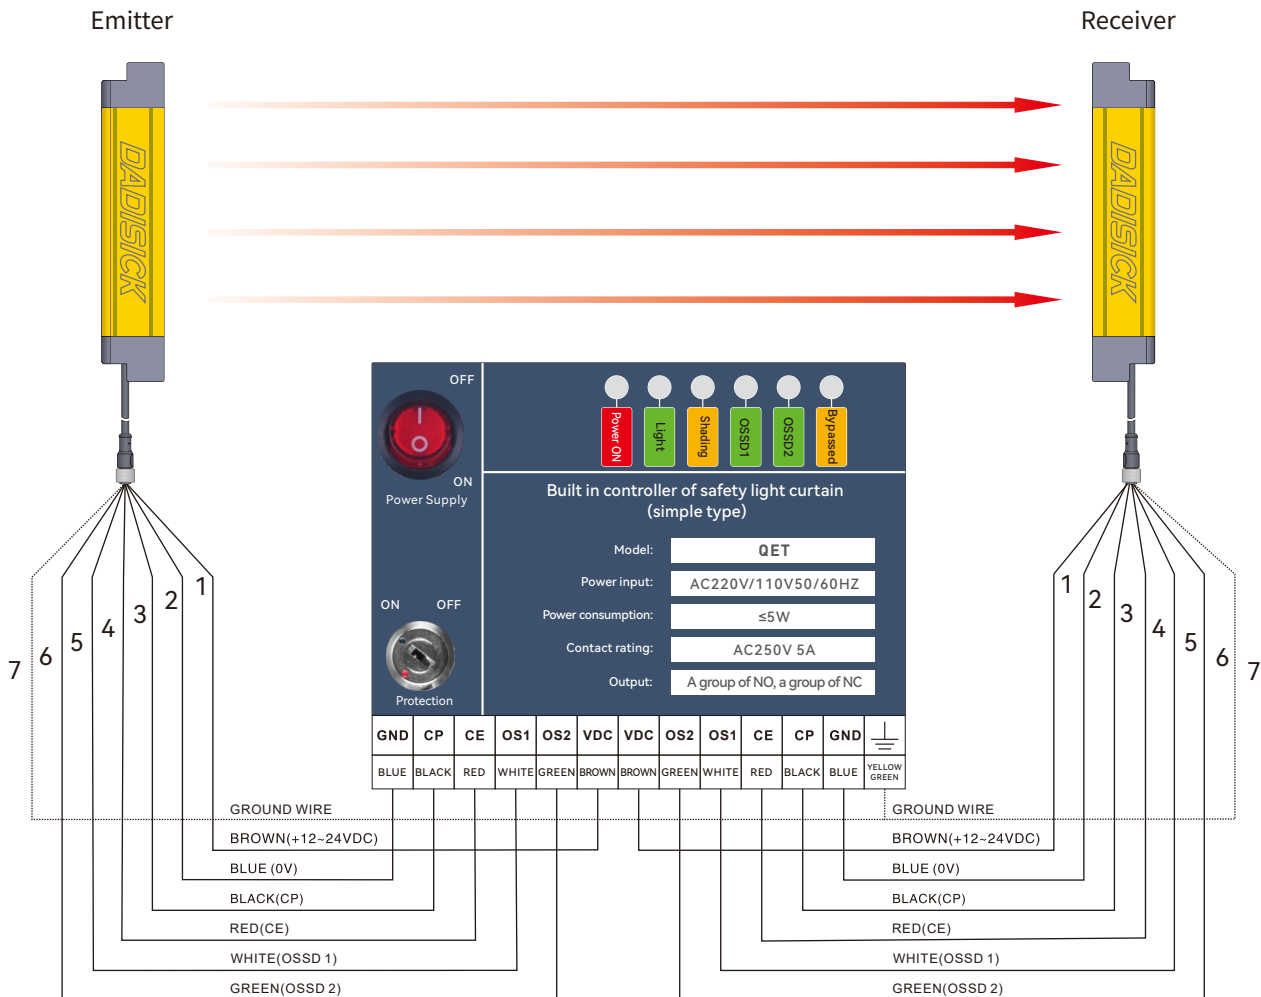 Emitter
Receiver
DADISICK
DADISICK
OFF
ON
Power Supply
Power ON
Light
Shading
OSSD1
OSSD2
Bypassed
Built in controller of safety light curtain
(simple type)
Model: QET
Power input: AC220V/110V50/60HZ
Power consumption: ≤5W
Contact rating: AC250V 5A
Output: A group of NO, a group of NC
ON OFF
Protection
GND CP CE OS1 OS2 VDC VDC OS2 OS1 CE CP GND
BLUE BLACK RED WHITE GREEN BROWN BROWN GREEN WHITE RED BLACK BLUE YELLOW GREEN
7 6 5 4 3 2 1
1 2 3 4 5 6 7
GROUND WIRE
BROWN(+12~24VDC)
BLUE (0V)
BLACK(CP)
RED(CE)
WHITE(OSSD 1)
GREEN(OSSD 2)
GROUND WIRE
BROWN(+12~24VDC)
BLUE (0V)
BLACK(CP)
RED(CE)
WHITE(OSSD 1)
GREEN(OSSD 2)